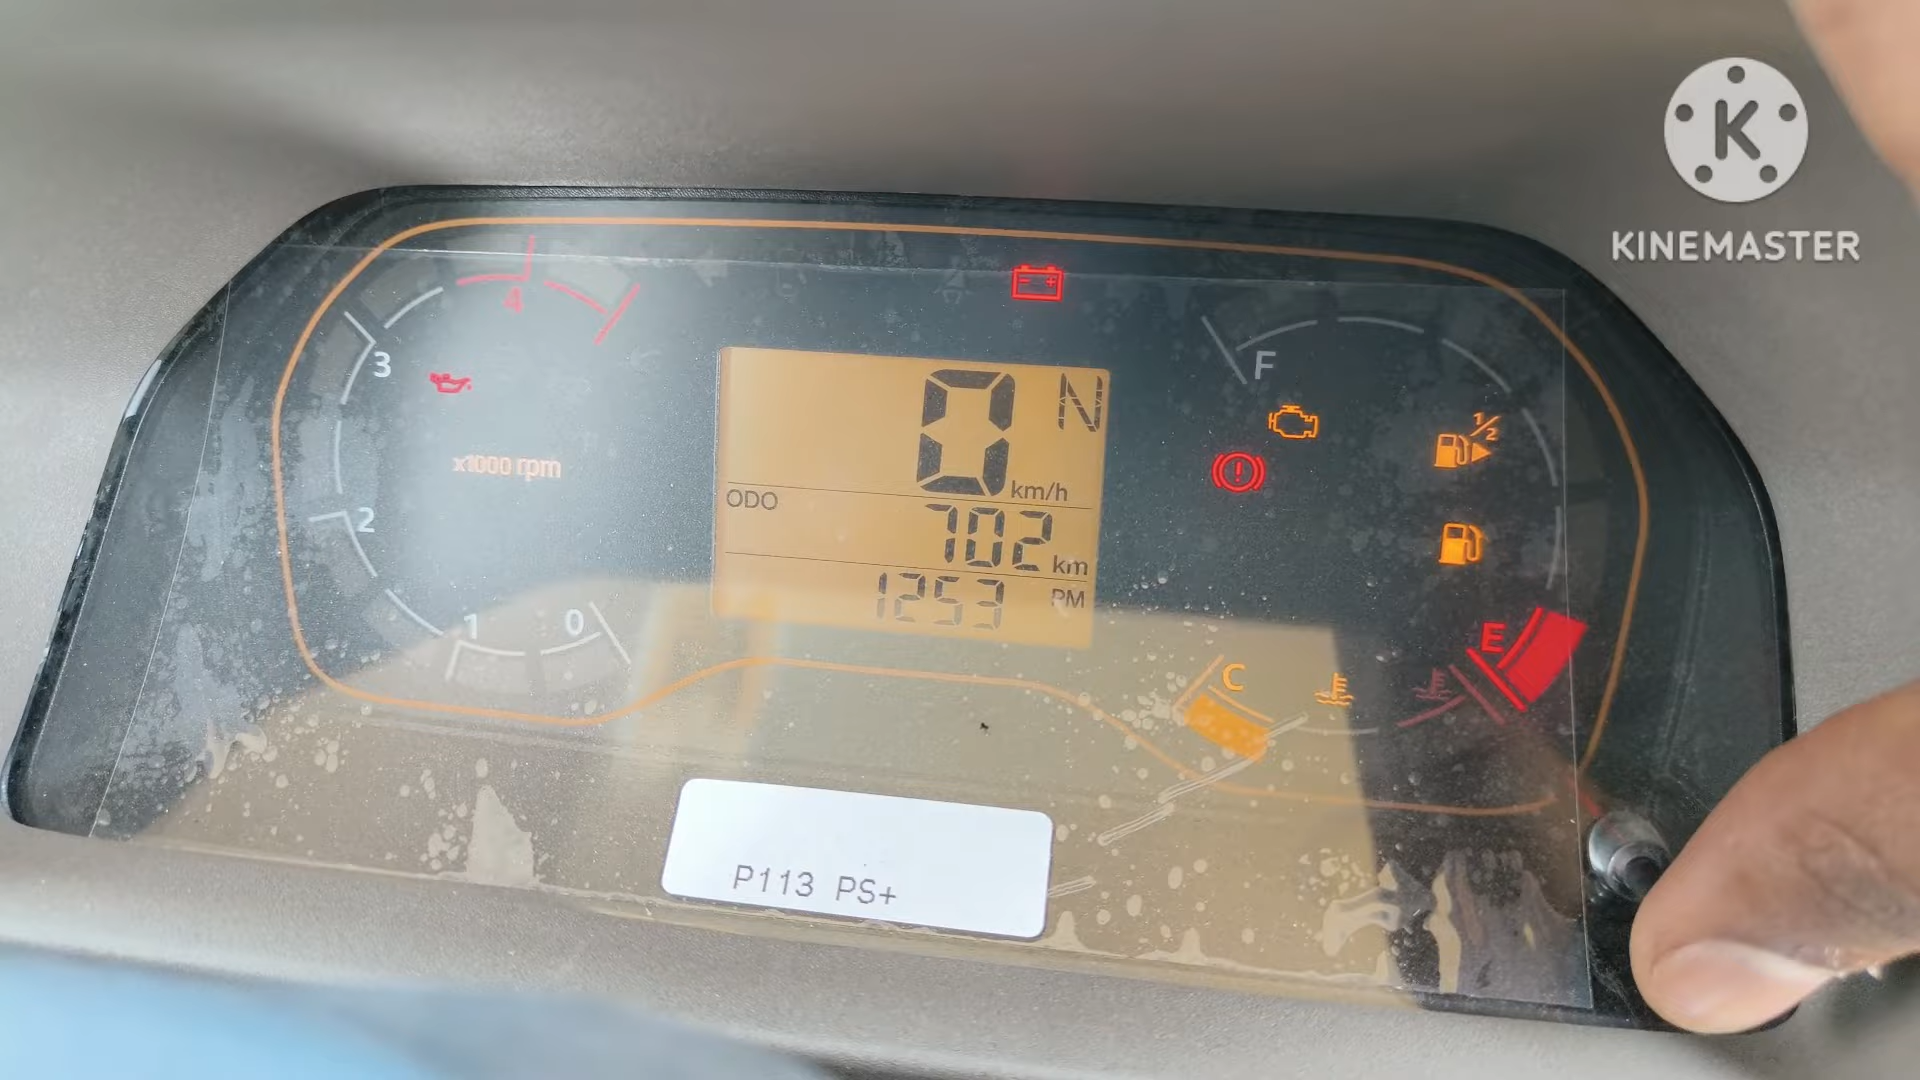 K
KINEMASTER
4
3
x1000 rpm
2
1
0
0 N
km/h
ODO
702 km
1253 PM
F
1/2
E
C
P113 PS+